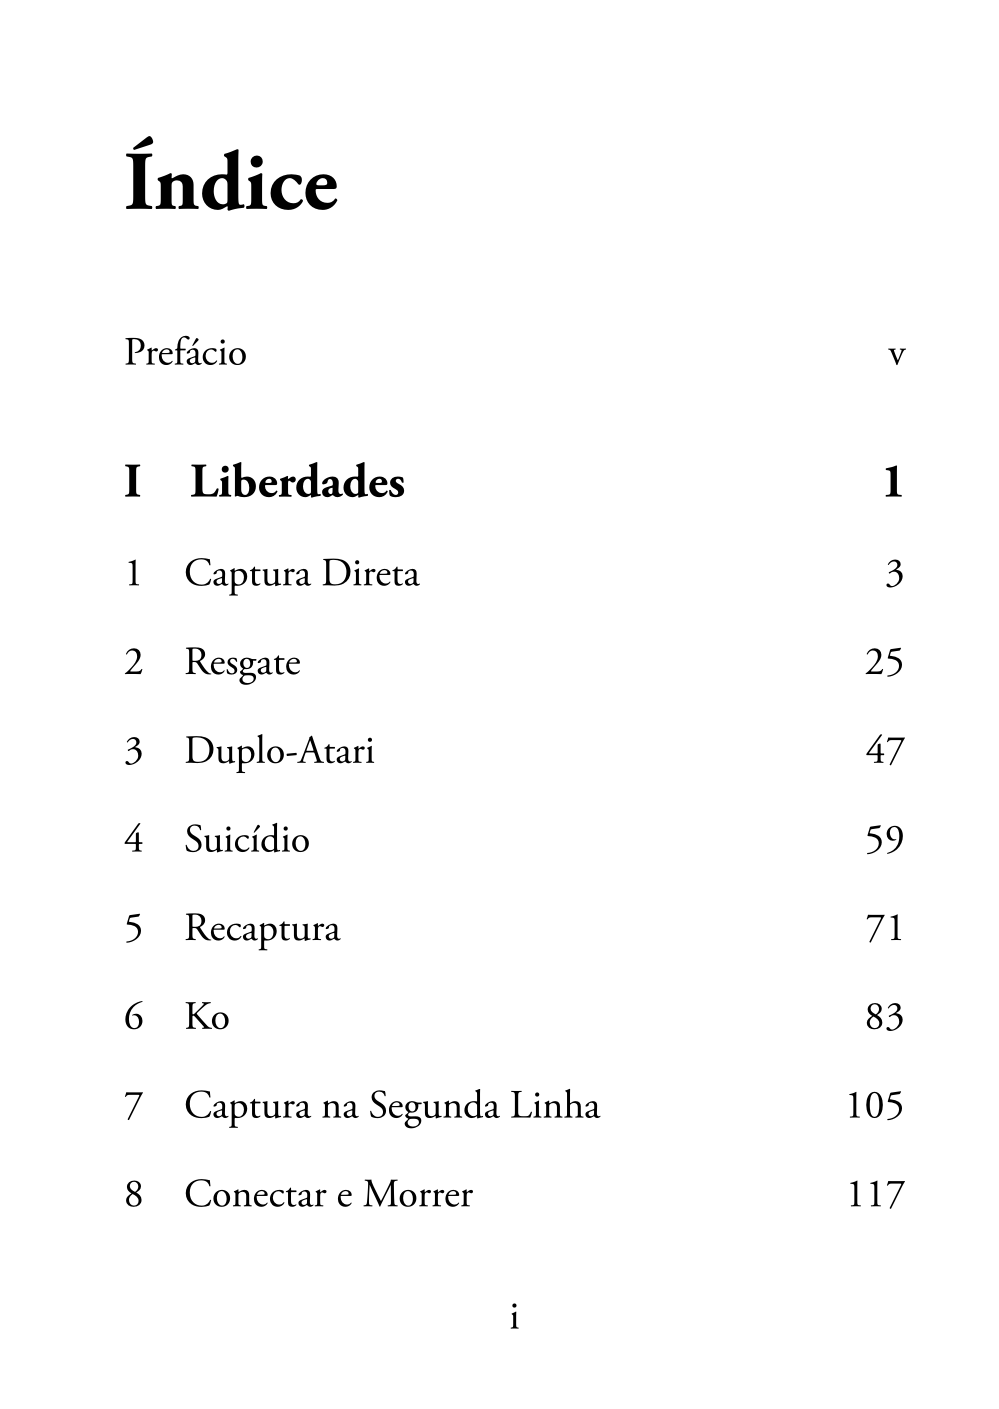 Índice
Prefácio v
I Liberdades 1
1 Captura Direta 3
2 Resgate 25
3 Duplo-Atari 47
4 Suicídio 59
5 Recaptura 71
6 Ko 83
7 Captura na Segunda Linha 105
8 Conectar e Morrer 117
i